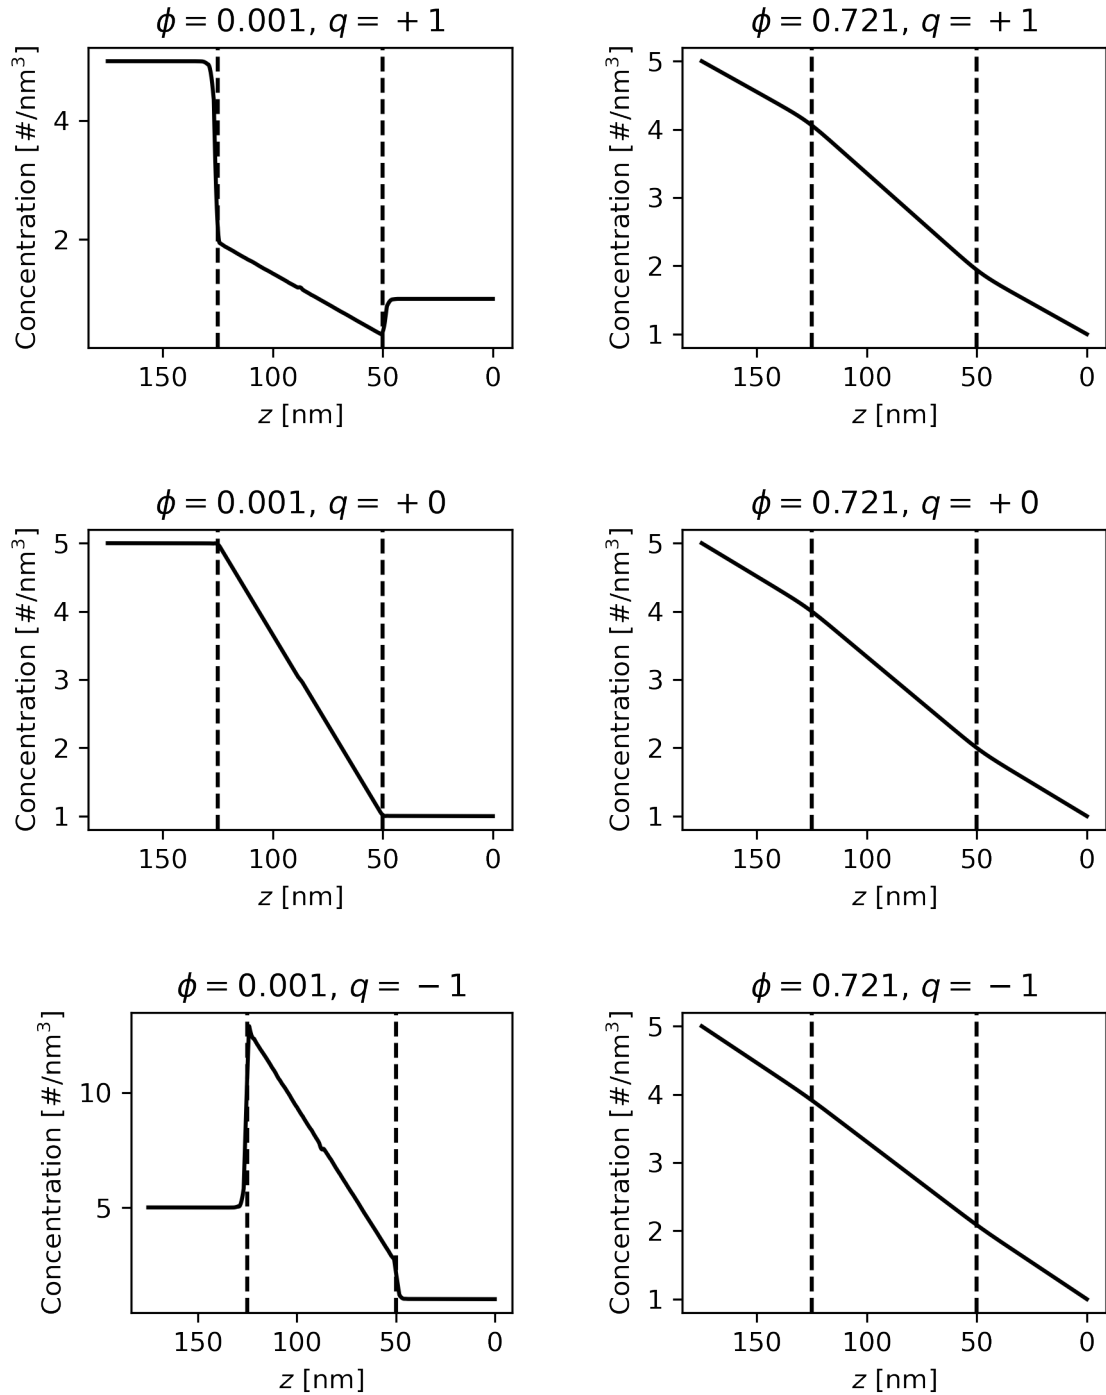 ϕ = 0.001, q = +1
Concentration [#/nm³]
4
2
150 100 50 0
z [nm]
ϕ = 0.721, q = +1
Concentration [#/nm³]
5
4
3
2
1
150 100 50 0
z [nm]
ϕ = 0.001, q = +0
Concentration [#/nm³]
5
4
3
2
1
150 100 50 0
z [nm]
ϕ = 0.721, q = +0
Concentration [#/nm³]
5
4
3
2
1
150 100 50 0
z [nm]
ϕ = 0.001, q = −1
Concentration [#/nm³]
10
5
150 100 50 0
z [nm]
ϕ = 0.721, q = −1
Concentration [#/nm³]
5
4
3
2
1
150 100 50 0
z [nm]